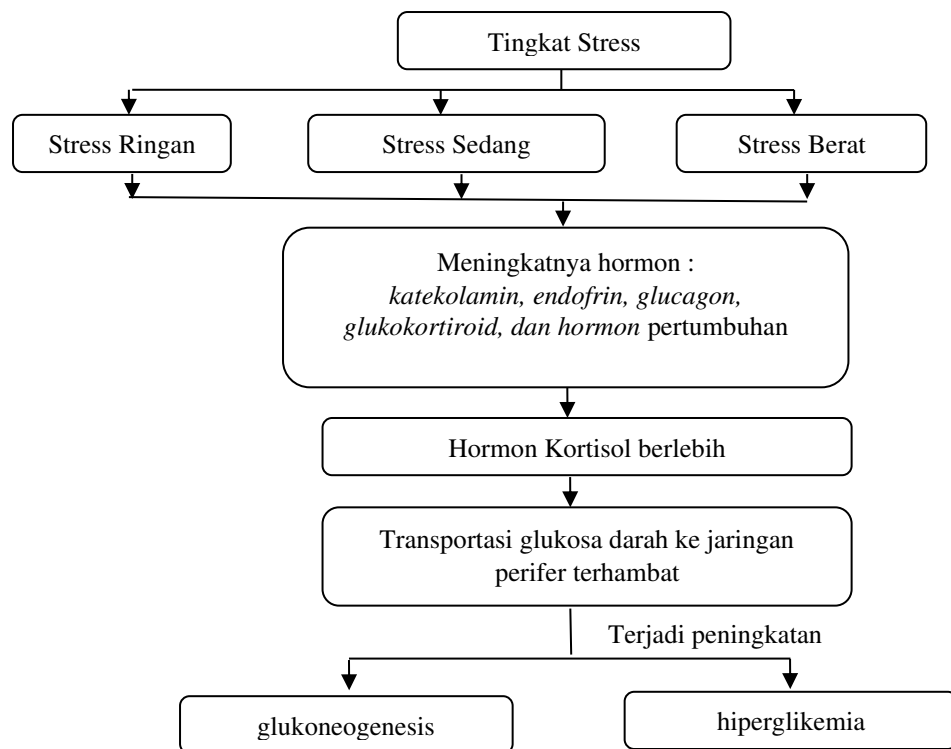 Tingkat Stress
Stress Ringan
Stress Sedang
Stress Berat
Meningkatnya hormon :
katekolamin, endofrin, glucagon,
glukokortiroid, dan hormon pertumbuhan
Hormon Kortisol berlebih
Transportasi glukosa darah ke jaringan
perifer terhambat
Terjadi peningkatan
glukoneogenesis
hiperglikemia